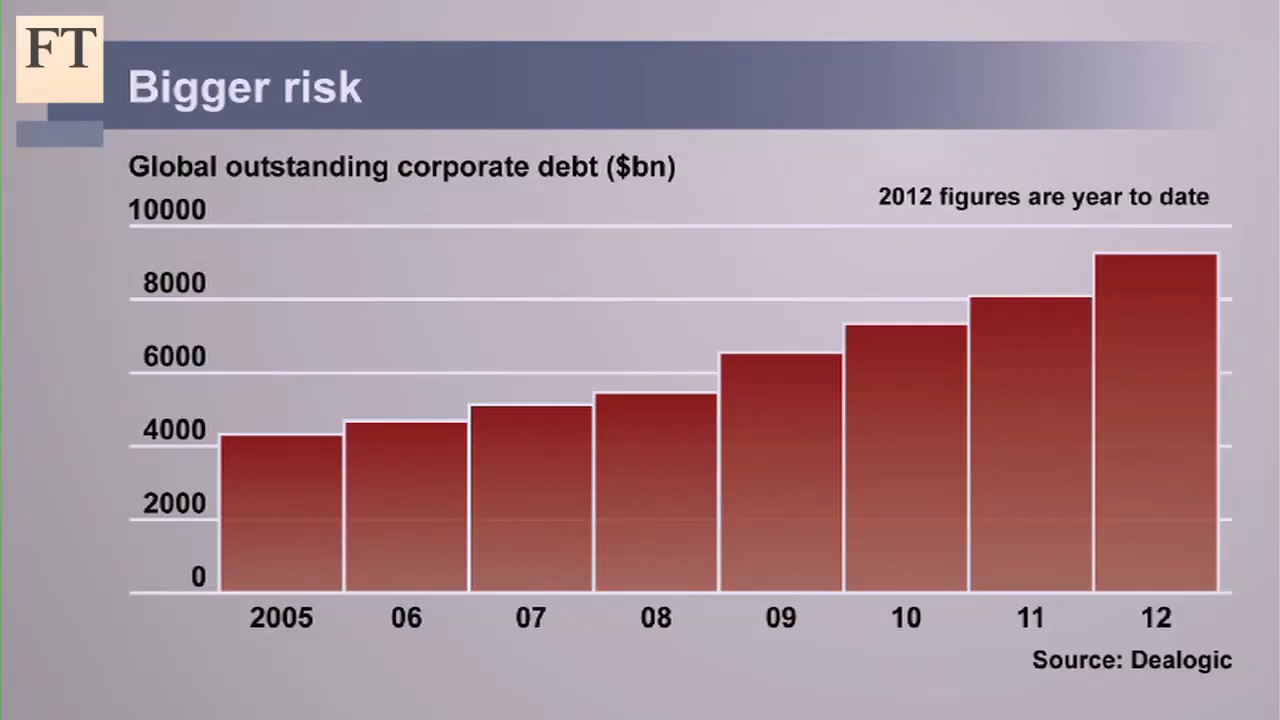 FT
Bigger risk
Global outstanding corporate debt ($bn)
2012 figures are year to date
10000
8000
6000
4000
2000
0
2005 06 07 08 09 10 11 12
Source: Dealogic